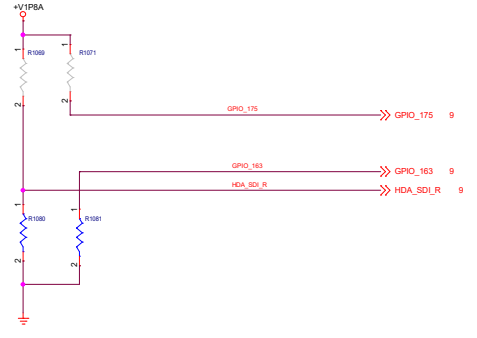 +V1P8A
1 R1069 1 R1071
2 2
GPIO_175 GPIO_175 9
GPIO_163 GPIO_163 9
HDA_SDI_R HDA_SDI_R 9
1 R1080 1 R1081
2 2